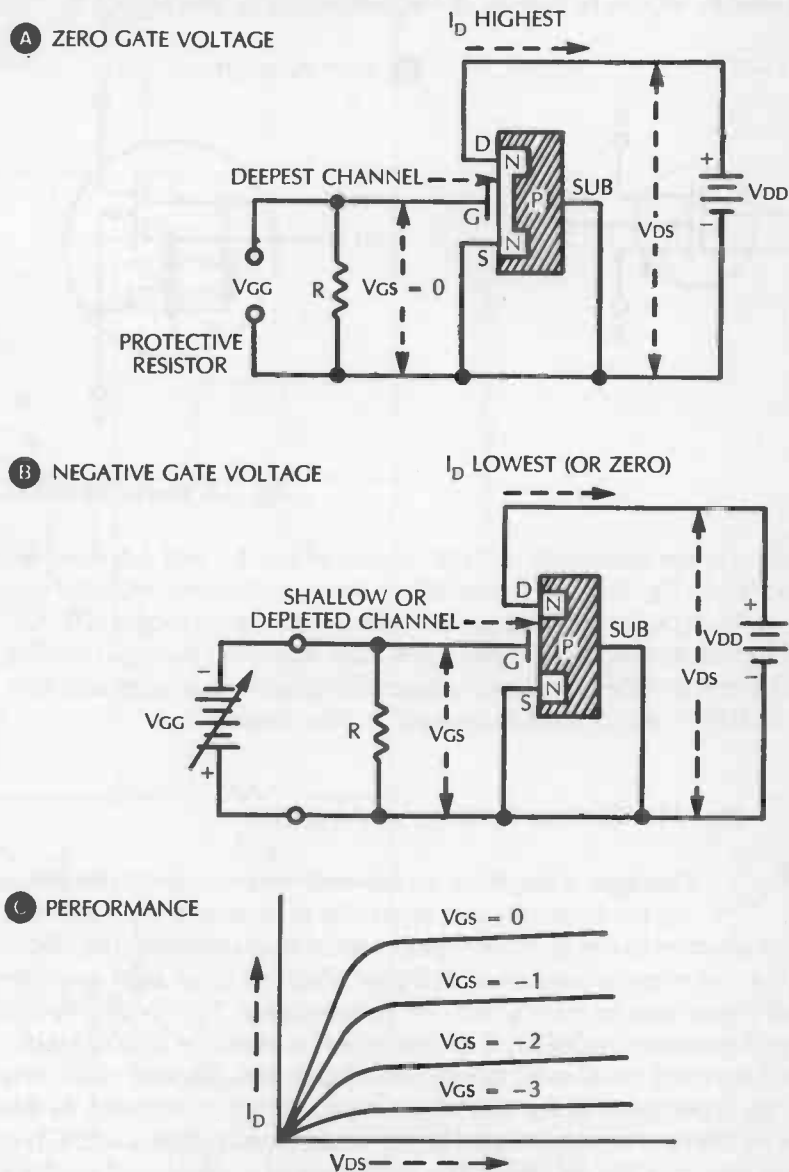 A ZERO GATE VOLTAGE
I_D HIGHEST
D
N
DEEPEST CHANNEL
P
SUB
G
+
VDD
−
VDS
N
S
VGG
R
VGS = 0
PROTECTIVE
RESISTOR
B NEGATIVE GATE VOLTAGE
I_D LOWEST (OR ZERO)
D
N
SHALLOW OR
DEPLETED CHANNEL
P
SUB
G
+
VDD
−
VDS
N
S
−
VGG
+
R
VGS
C PERFORMANCE
VGS = 0
VGS = −1
VGS = −2
VGS = −3
I_D
VDS